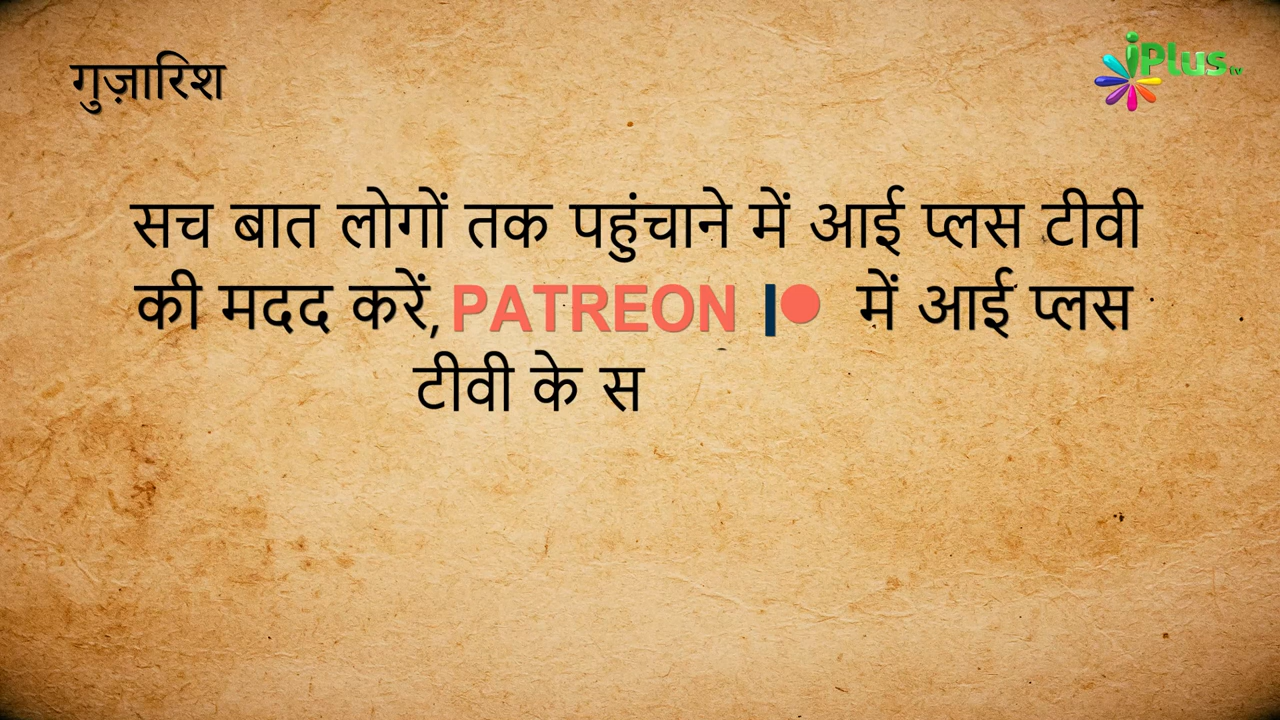 गुज़ारिश
iPlus tv
सच बात लोगों तक पहुंचाने में आई प्लस टीवी
की मदद करें, PATREON में आई प्लस
टीवी के स